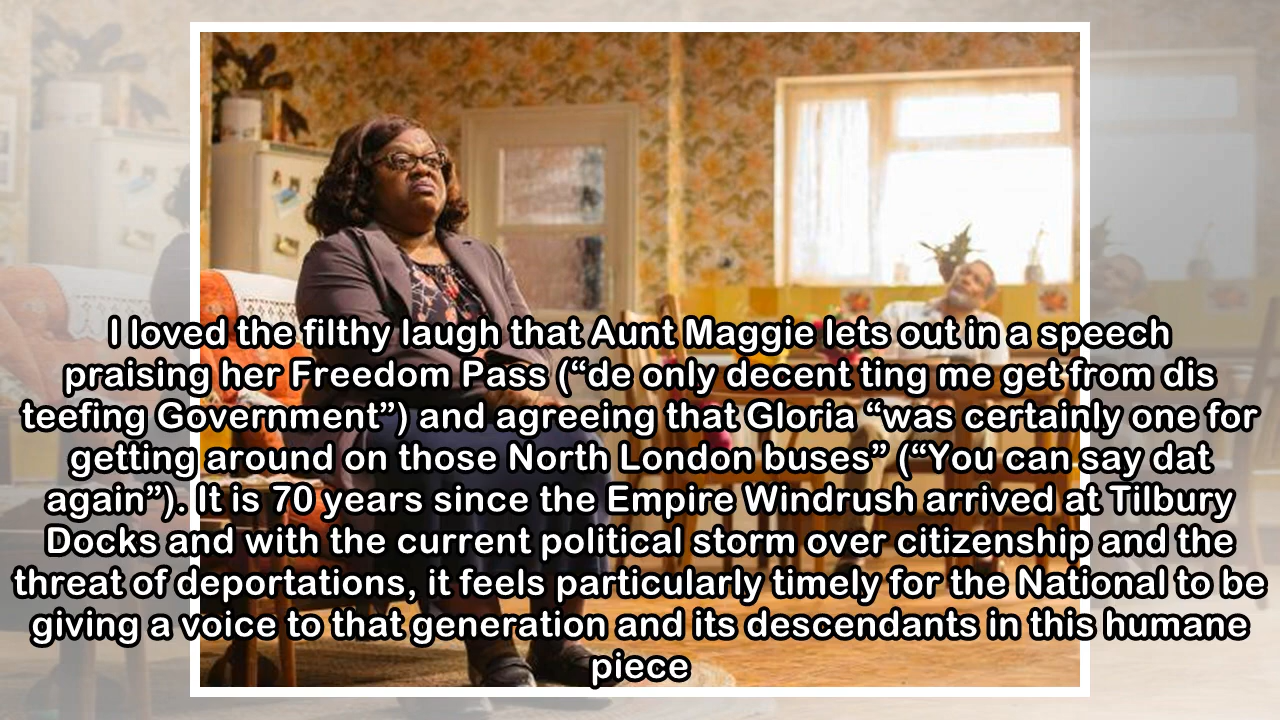 I loved the filthy laugh that Aunt Maggie lets out in a speech
praising her Freedom Pass (“de only decent ting me get from dis
teefing Government”) and agreeing that Gloria “was certainly one for
getting around on those North London buses” (“You can say dat
again”). It is 70 years since the Empire Windrush arrived at Tilbury
Docks and with the current political storm over citizenship and the
threat of deportations, it feels particularly timely for the National to be
giving a voice to that generation and its descendants in this humane
piece